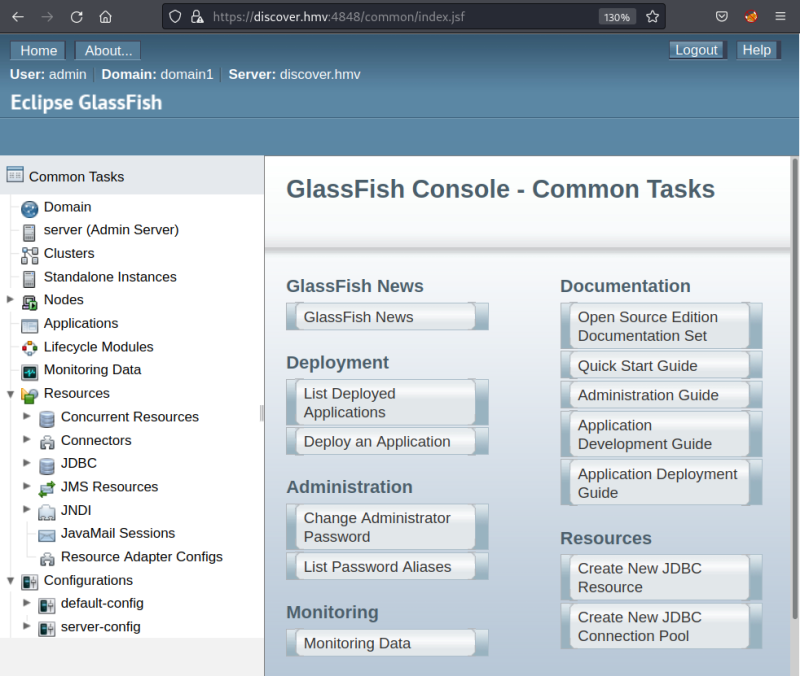 https://discover.hmv:4848/common/index.jsf
130%
Home
About...
Logout
Help
User: admin
Domain: domain1
Server: discover.hmv
Eclipse GlassFish
Common Tasks
Domain
server (Admin Server)
Clusters
Standalone Instances
Nodes
Applications
Lifecycle Modules
Monitoring Data
Resources
Concurrent Resources
Connectors
JDBC
JMS Resources
JNDI
JavaMail Sessions
Resource Adapter Configs
Configurations
default-config
server-config
GlassFish Console - Common Tasks
GlassFish News
GlassFish News
Deployment
List Deployed
Applications
Deploy an Application
Administration
Change Administrator
Password
List Password Aliases
Monitoring
Monitoring Data
Documentation
Open Source Edition
Documentation Set
Quick Start Guide
Administration Guide
Application
Development Guide
Application Deployment
Guide
Resources
Create New JDBC
Resource
Create New JDBC
Connection Pool